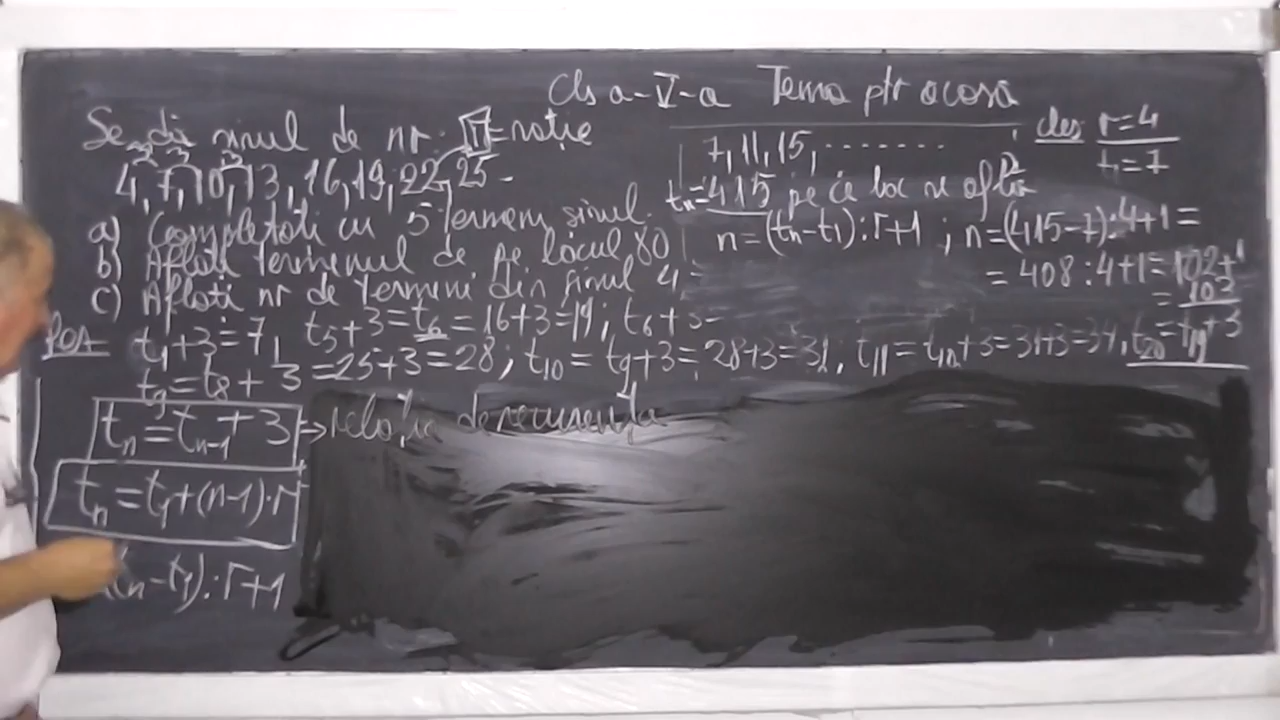 Cls a-V-a Tema ptr acasă
Se dă șirul de nr: r=rație
3 3 3
4, 7, 10, 13, 16, 19, 22, 25
a) Completați cu 5 termeni șirul.
b) Aflați termenul de pe locul 80
c) Aflați nr de termeni din șirul 4,
7, 11, 15, ........
tn=415 pe ce loc se află
n=(tn-t1):r+1 ; n=(415-7):4+1=
= 408:4+1=102+1
= 103
r=4
t1=7
t1+3=7, t5+3=t6=16+3=19; t6+3
t9=t8+3=25+3=28; t10=t9+3=28+3=31, t11=t10+3=31+3=34, t20=t19+3
tn=tn-1+3 → relație de recurență
tn=t1+(n-1)·r
(tn-t1):r+1